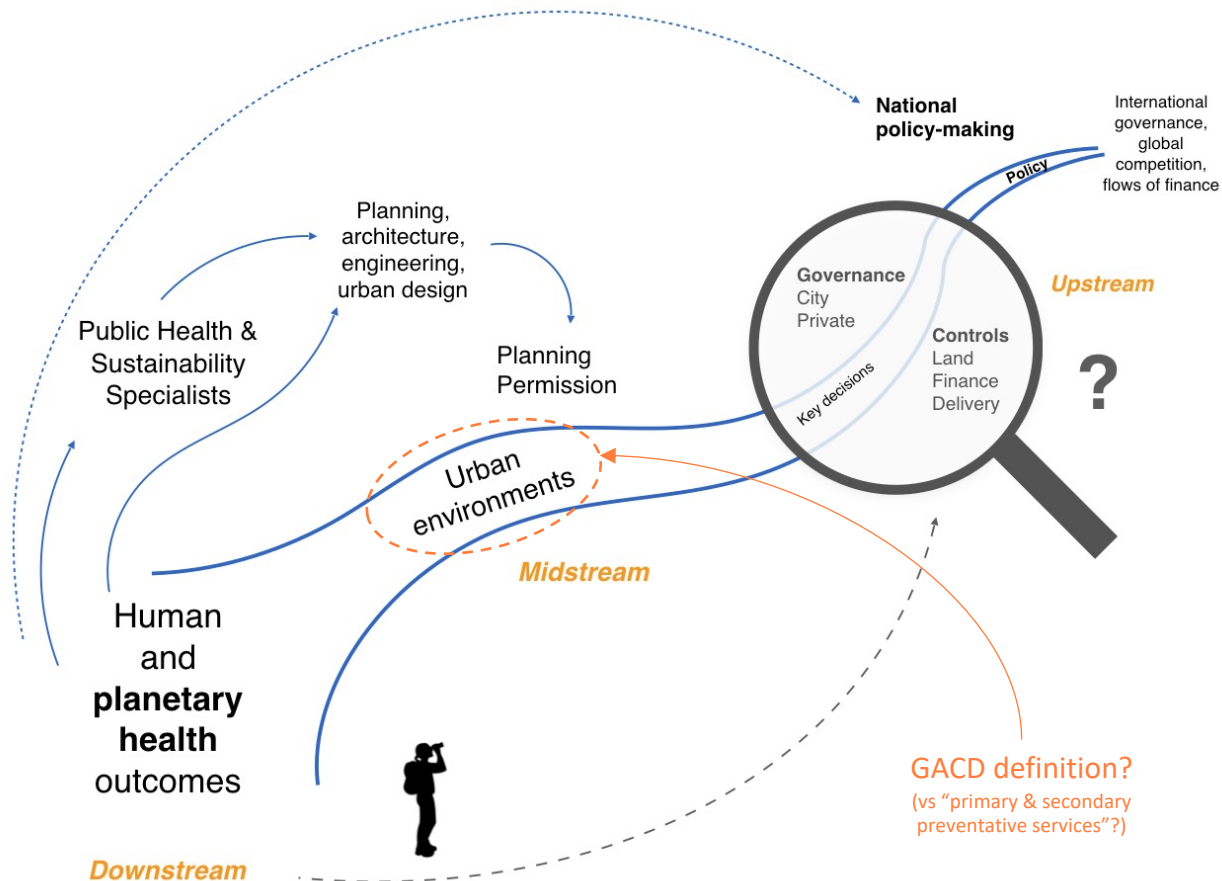 National
policy-making
International
governance,
global
competition,
flows of finance
Policy
Planning,
architecture,
engineering,
urban design
Governance
City
Private
Upstream
Public Health &
Sustainability
Specialists
Controls
Land
Finance
Delivery
?
Planning
Permission
Key decisions
Urban
environments
Midstream
Human
and
planetary
health
outcomes
GACD definition?
(vs “primary & secondary
preventative services”?)
Downstream